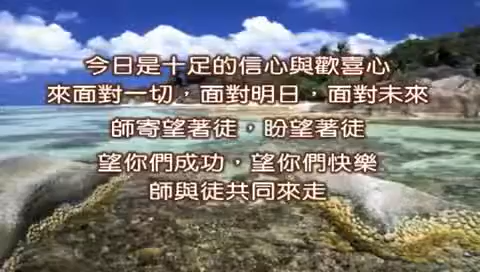 今日是十足的信心與歡喜心
來面對一切，面對明日，面對未來
師寄望著徒，盼望著徒
望你們成功，望你們快樂
師與徒共同來走